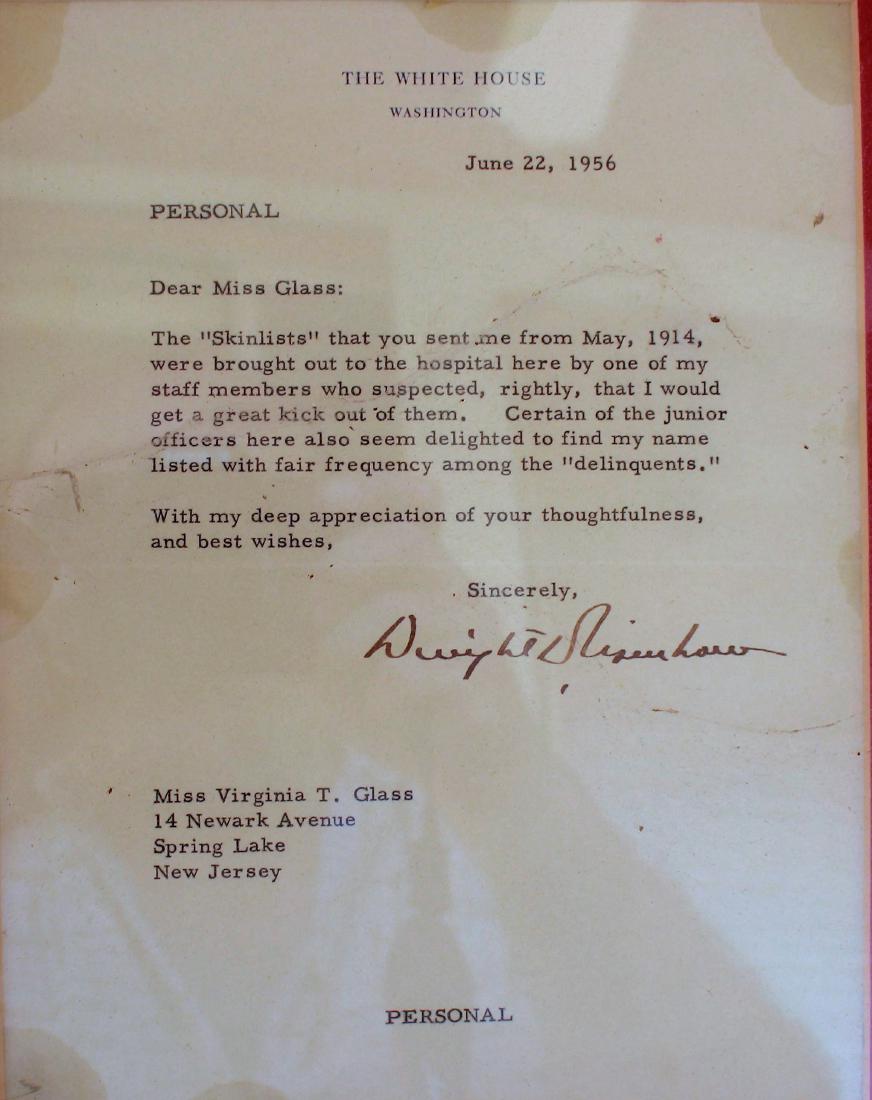 THE WHITE HOUSE
WASHINGTON
June 22, 1956
PERSONAL
Dear Miss Glass:
The "Skinlists" that you sent me from May, 1914,
were brought out to the hospital here by one of my
staff members who suspected, rightly, that I would
get a great kick out of them. Certain of the junior
officers here also seem delighted to find my name
listed with fair frequency among the "delinquents."
With my deep appreciation of your thoughtfulness,
and best wishes,
Sincerely,
Dwight D Eisenhower
Miss Virginia T. Glass
14 Newark Avenue
Spring Lake
New Jersey
PERSONAL